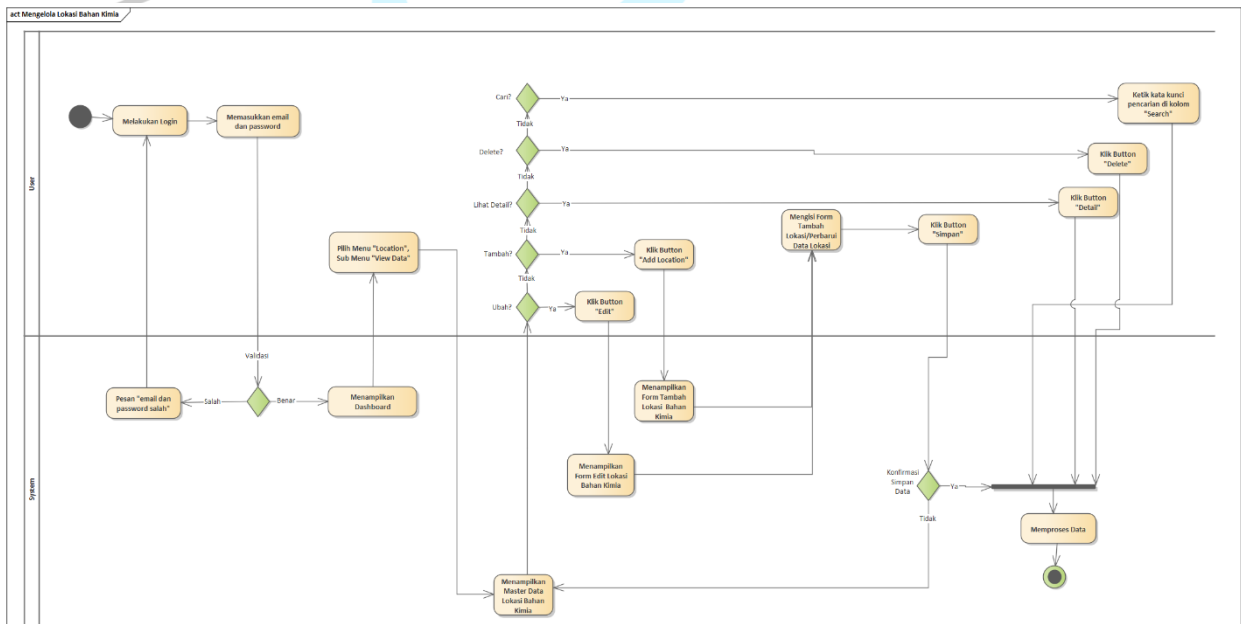 act Mengelola Lokasi Bahan Kimia
User
Melakukan Login
Memasukkan email
dan password
Cari?
Ya
Ketik kata kunci
pencarian di kolom
"Search"
Tidak
Delete?
Ya
Klik Button
"Delete"
Tidak
Lihat Detail?
Ya
Klik Button
"Detail"
Tidak
Mengisi Form
Tambah
Lokasi/Perbarui
Data Lokasi
Klik Button
"Simpan"
Pilih Menu "Location",
Sub Menu "View Data"
Tambah?
Ya
Klik Button
"Add Location"
Tidak
Ubah?
Ya
Klik Button
"Edit"
System
Validasi
Pesan "email dan
password salah"
Salah
Benar
Menampilkan
Dashboard
Menampilkan
Form Tambah
Lokasi Bahan
Kimia
Menampilkan
Form Edit Lokasi
Bahan Kimia
Konfirmasi
Simpan
Data
Ya
Tidak
Memproses Data
Menampilkan
Master Data
Lokasi Bahan
Kimia